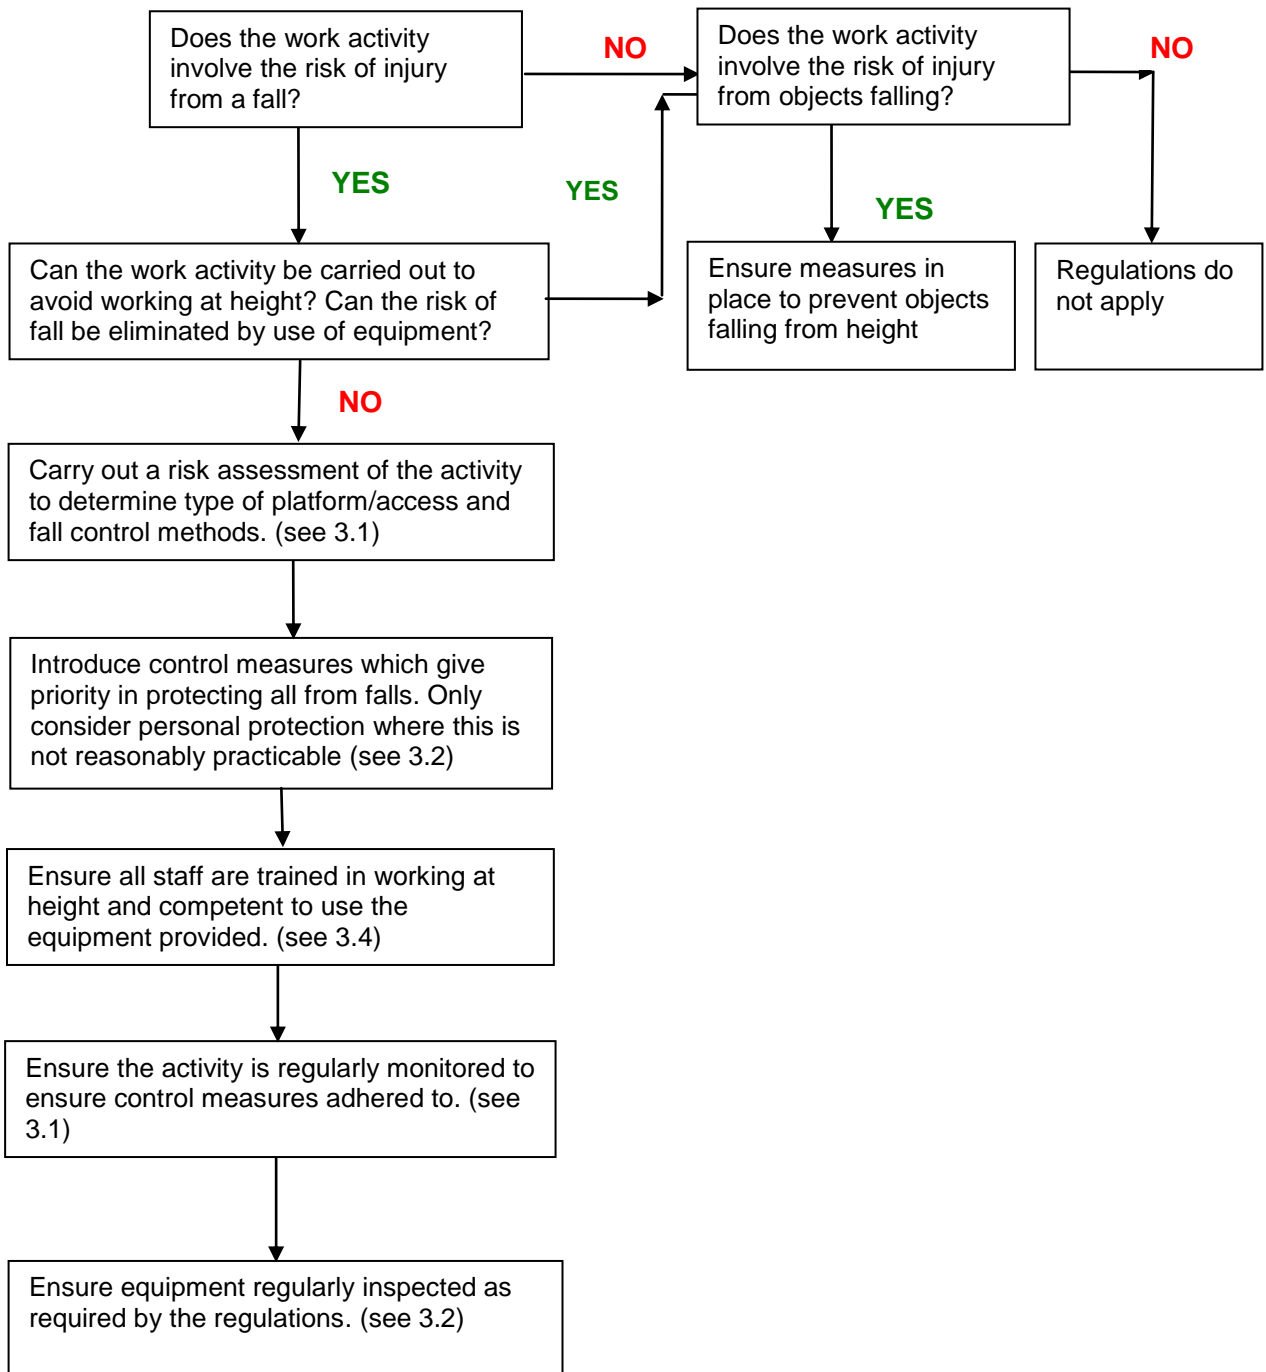 Does the work activity
involve the risk of injury
from a fall?
NO
Does the work activity
involve the risk of injury
from objects falling?
NO
YES
YES
YES
Can the work activity be carried out to
avoid working at height? Can the risk of
fall be eliminated by use of equipment?
Ensure measures in
place to prevent objects
falling from height
Regulations do
not apply
NO
Carry out a risk assessment of the activity
to determine type of platform/access and
fall control methods. (see 3.1)
Introduce control measures which give
priority in protecting all from falls. Only
consider personal protection where this is
not reasonably practicable (see 3.2)
Ensure all staff are trained in working at
height and competent to use the
equipment provided. (see 3.4)
Ensure the activity is regularly monitored to
ensure control measures adhered to. (see
3.1)
Ensure equipment regularly inspected as
required by the regulations. (see 3.2)